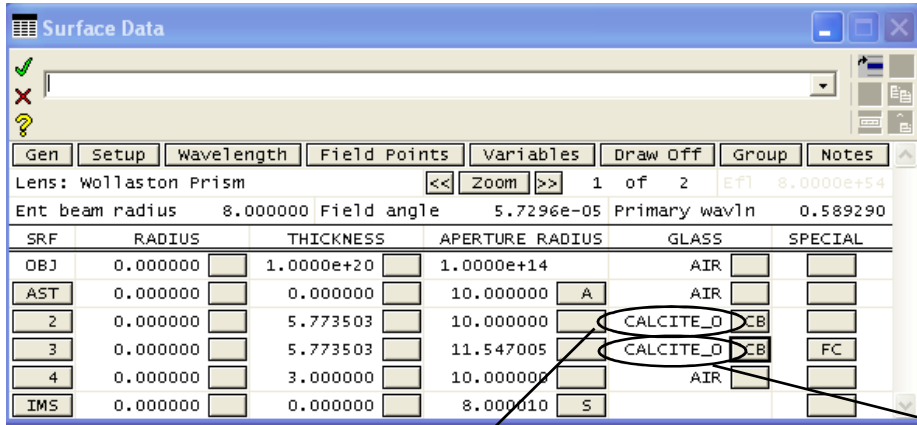 Surface Data
Gen Setup Wavelength Field Points Variables Draw Off Group Notes
Lens: Wollaston Prism << Zoom >> 1 of 2 Efl 8.0000e+54
Ent beam radius 8.000000 Field angle 5.7296e-05 Primary wavln 0.589290
SRF RADIUS THICKNESS APERTURE RADIUS GLASS SPECIAL
OBJ 0.000000 1.0000e+20 1.0000e+14 AIR
AST 0.000000 0.000000 10.000000 A AIR
2 0.000000 5.773503 10.000000 CALCITE_O CB
3 0.000000 5.773503 11.547005 CALCITE_O CB FC
4 0.000000 3.000000 10.000000 AIR
IMS 0.000000 0.000000 8.000010 S